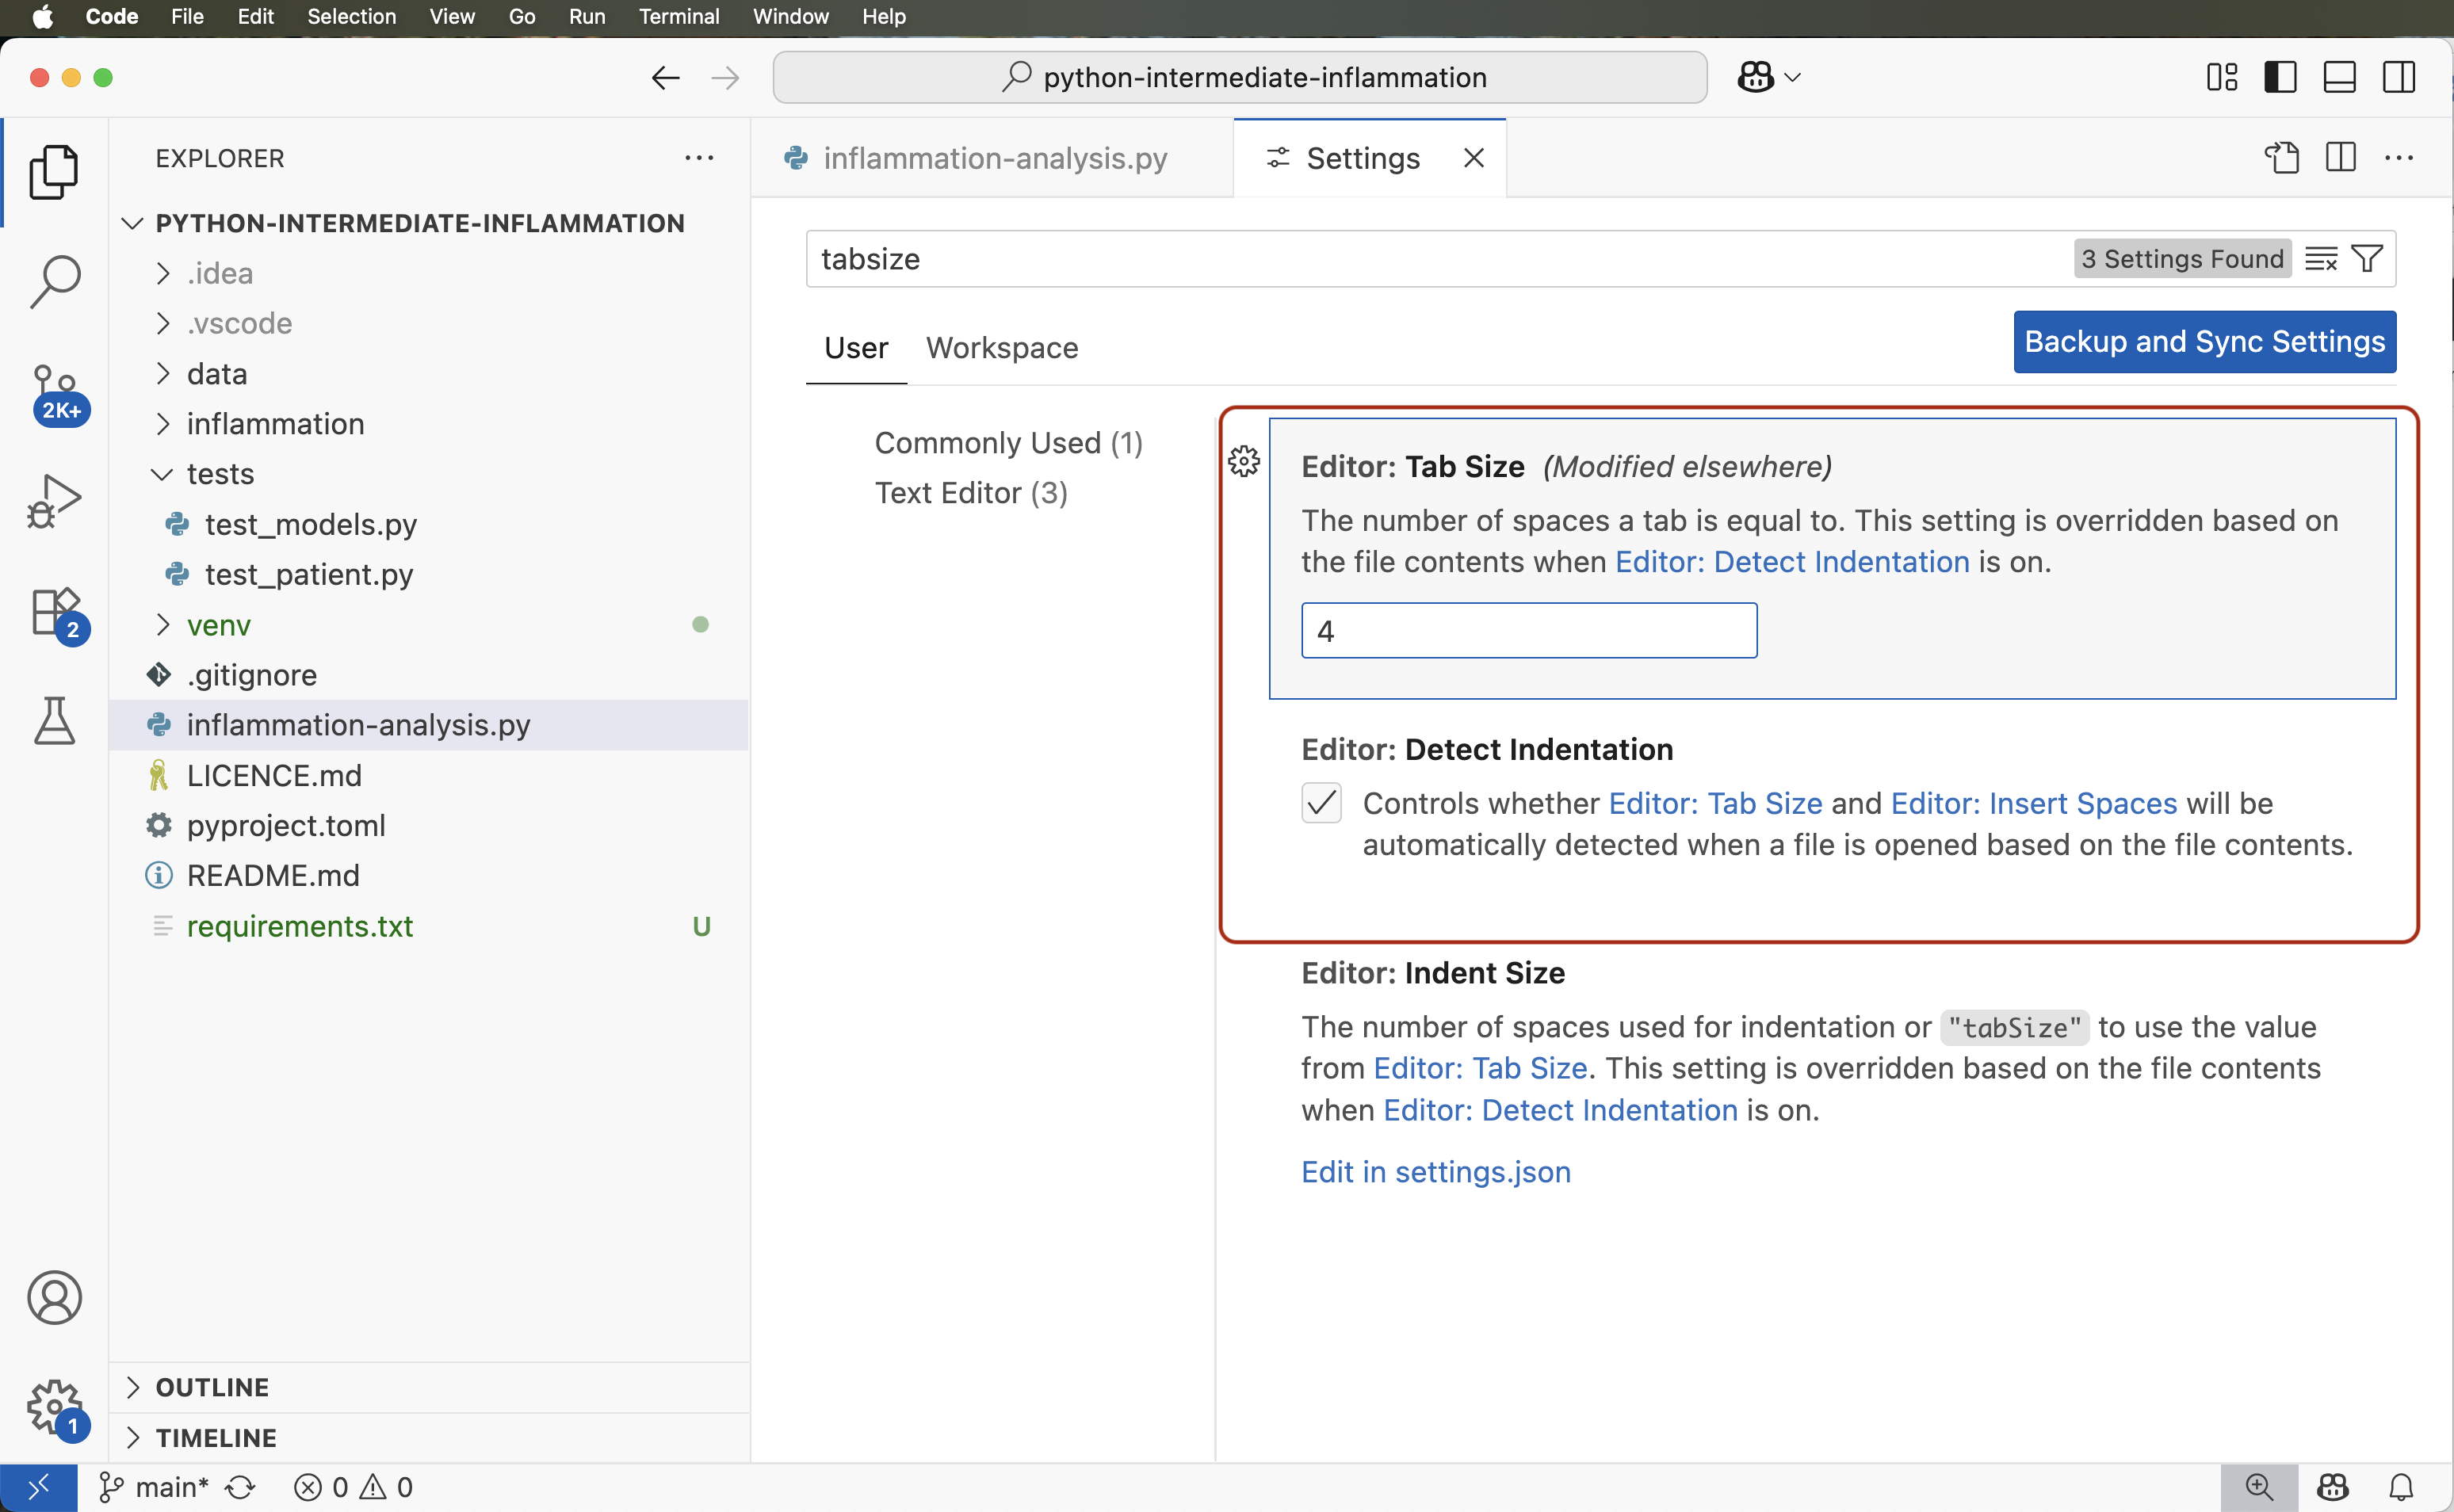 Code File Edit Selection View Go Run Terminal Window Help
python-intermediate-inflammation
EXPLORER
PYTHON-INTERMEDIATE-INFLAMMATION
.idea
.vscode
data
inflammation
tests
test_models.py
test_patient.py
venv
.gitignore
inflammation-analysis.py
LICENCE.md
pyproject.toml
README.md
requirements.txt U
OUTLINE
TIMELINE
2K+
2
1
inflammation-analysis.py
Settings
tabsize
3 Settings Found
User Workspace
Backup and Sync Settings
Commonly Used (1)
Text Editor (3)
Editor: Tab Size (Modified elsewhere)
The number of spaces a tab is equal to. This setting is overridden based on
the file contents when Editor: Detect Indentation is on.
4
Editor: Detect Indentation
Controls whether Editor: Tab Size and Editor: Insert Spaces will be
automatically detected when a file is opened based on the file contents.
Editor: Indent Size
The number of spaces used for indentation or "tabSize" to use the value
from Editor: Tab Size. This setting is overridden based on the file contents
when Editor: Detect Indentation is on.
Edit in settings.json
main* 0 0